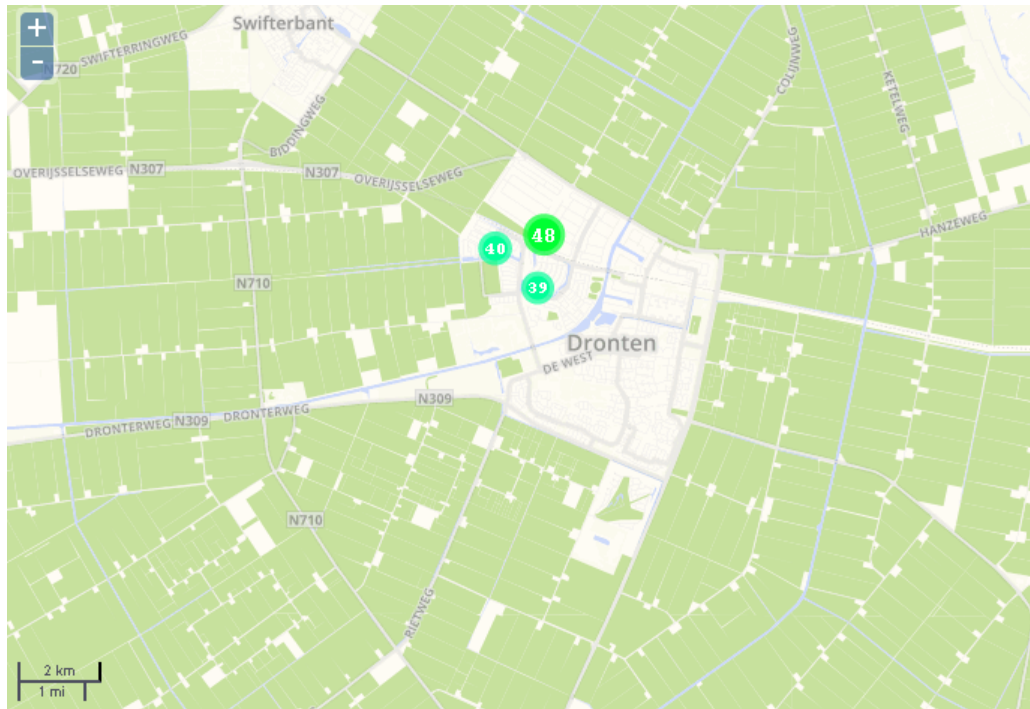 +
-
Swifterbant
SWIFTERRINGWEG
N720
COLIJNWEG
KETELWEG
BIDDINGWEG
OVERIJSSELSEWEG
N307
N307
OVERIJSSELSEWEG
HANZEWEG
48
40
N710
39
Dronten
DE WEST
N309
DRONTERWEG
N309
DRONTERWEG
N710
RIETWEG
2 km
1 mi